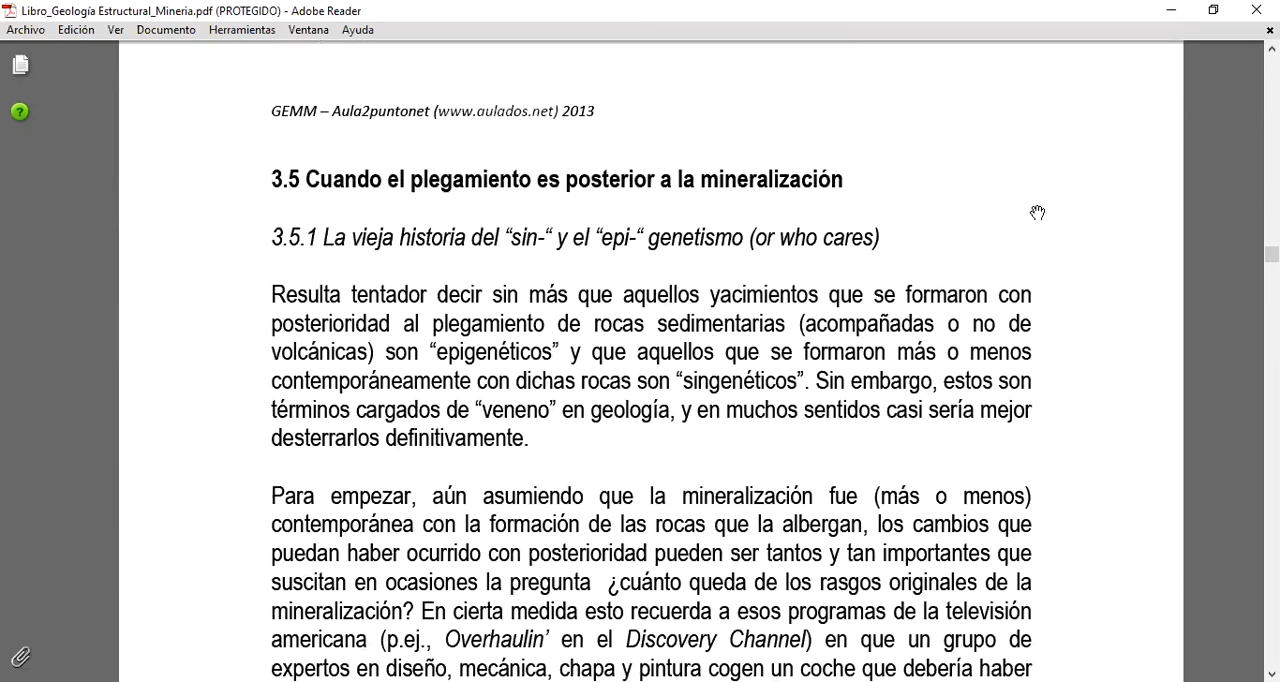 Libro_Geología Estructural_Mineria.pdf (PROTEGIDO) - Adobe Reader
Archivo Edición Ver Documento Herramientas Ventana Ayuda
GEMM – Aula2puntonet (www.aulados.net) 2013
3.5 Cuando el plegamiento es posterior a la mineralización
3.5.1 La vieja historia del “sin-“ y el “epi-“ genetismo (or who cares)
Resulta tentador decir sin más que aquellos yacimientos que se formaron con
posterioridad al plegamiento de rocas sedimentarias (acompañadas o no de
volcánicas) son “epigenéticos” y que aquellos que se formaron más o menos
contemporáneamente con dichas rocas son “singenéticos”. Sin embargo, estos son
términos cargados de “veneno” en geología, y en muchos sentidos casi sería mejor
desterrarlos definitivamente.
Para empezar, aún asumiendo que la mineralización fue (más o menos)
contemporánea con la formación de las rocas que la albergan, los cambios que
puedan haber ocurrido con posterioridad pueden ser tantos y tan importantes que
suscitan en ocasiones la pregunta ¿cuánto queda de los rasgos originales de la
mineralización? En cierta medida esto recuerda a esos programas de la televisión
americana (p.ej., Overhaulin’ en el Discovery Channel) en que un grupo de
expertos en diseño, mecánica, chapa y pintura cogen un coche que debería haber